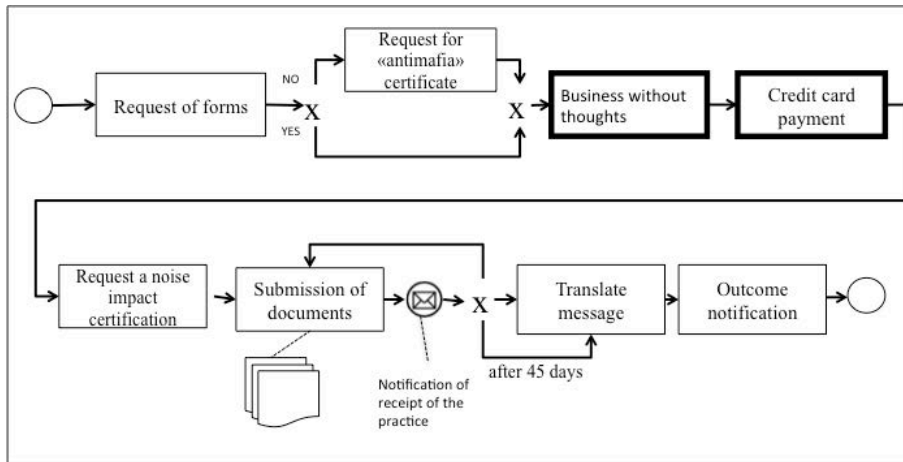 Request for
«antimafia»
certificate
NO
Request of forms
X
YES
X
Business without
thoughts
Credit card
payment
Request a noise
impact
certification
Submission of
documents
X
Translate
message
Outcome
notification
after 45 days
Notification of
receipt of the
practice